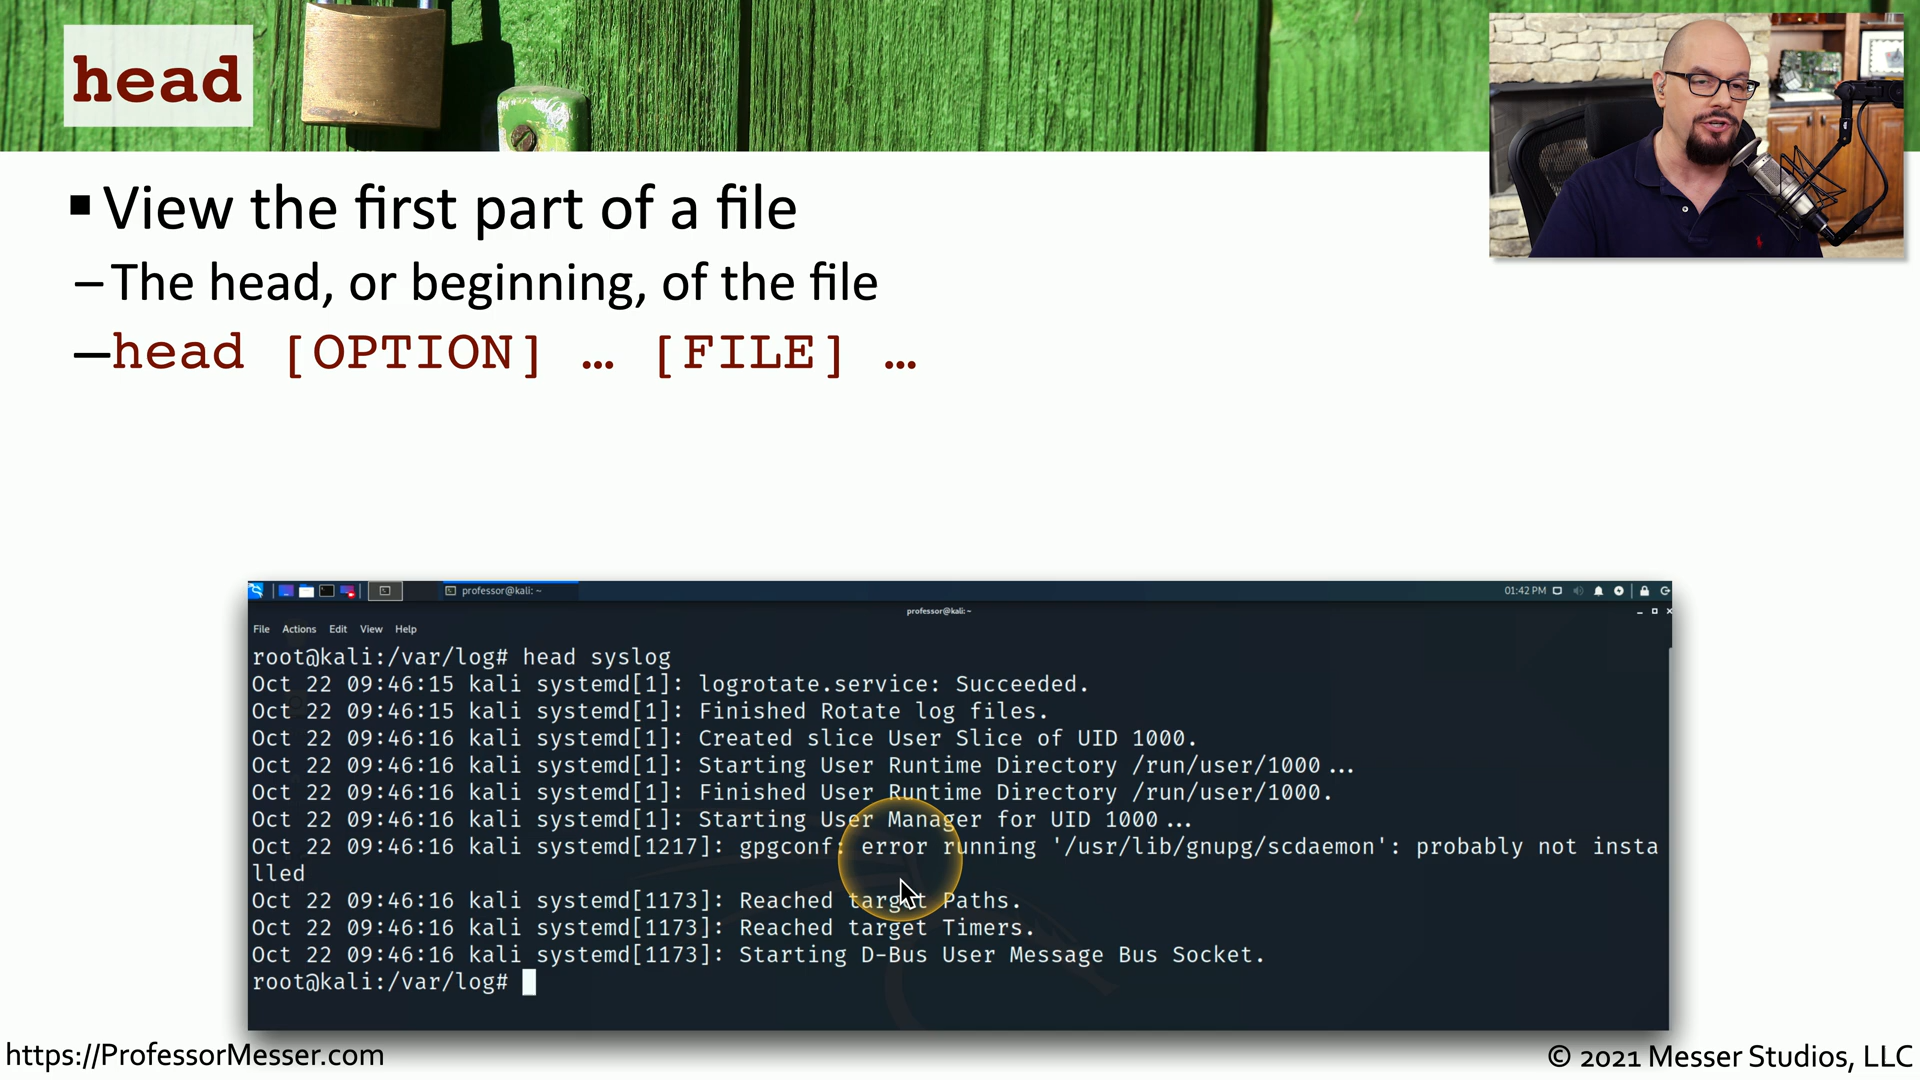 head
▪ View the first part of a file
– The head, or beginning, of the file
– head [OPTION] … [FILE] …
professor@kali: ~
01:42 PM
professor@kali: ~
File Actions Edit View Help
root@kali:/var/log# head syslog
Oct 22 09:46:15 kali systemd[1]: logrotate.service: Succeeded.
Oct 22 09:46:15 kali systemd[1]: Finished Rotate log files.
Oct 22 09:46:16 kali systemd[1]: Created slice User Slice of UID 1000.
Oct 22 09:46:16 kali systemd[1]: Starting User Runtime Directory /run/user/1000...
Oct 22 09:46:16 kali systemd[1]: Finished User Runtime Directory /run/user/1000.
Oct 22 09:46:16 kali systemd[1]: Starting User Manager for UID 1000...
Oct 22 09:46:16 kali systemd[1217]: gpgconf: error running '/usr/lib/gnupg/scdaemon': probably not insta
lled
Oct 22 09:46:16 kali systemd[1173]: Reached target Paths.
Oct 22 09:46:16 kali systemd[1173]: Reached target Timers.
Oct 22 09:46:16 kali systemd[1173]: Starting D-Bus User Message Bus Socket.
root@kali:/var/log#
https://ProfessorMesser.com
© 2021 Messer Studios, LLC